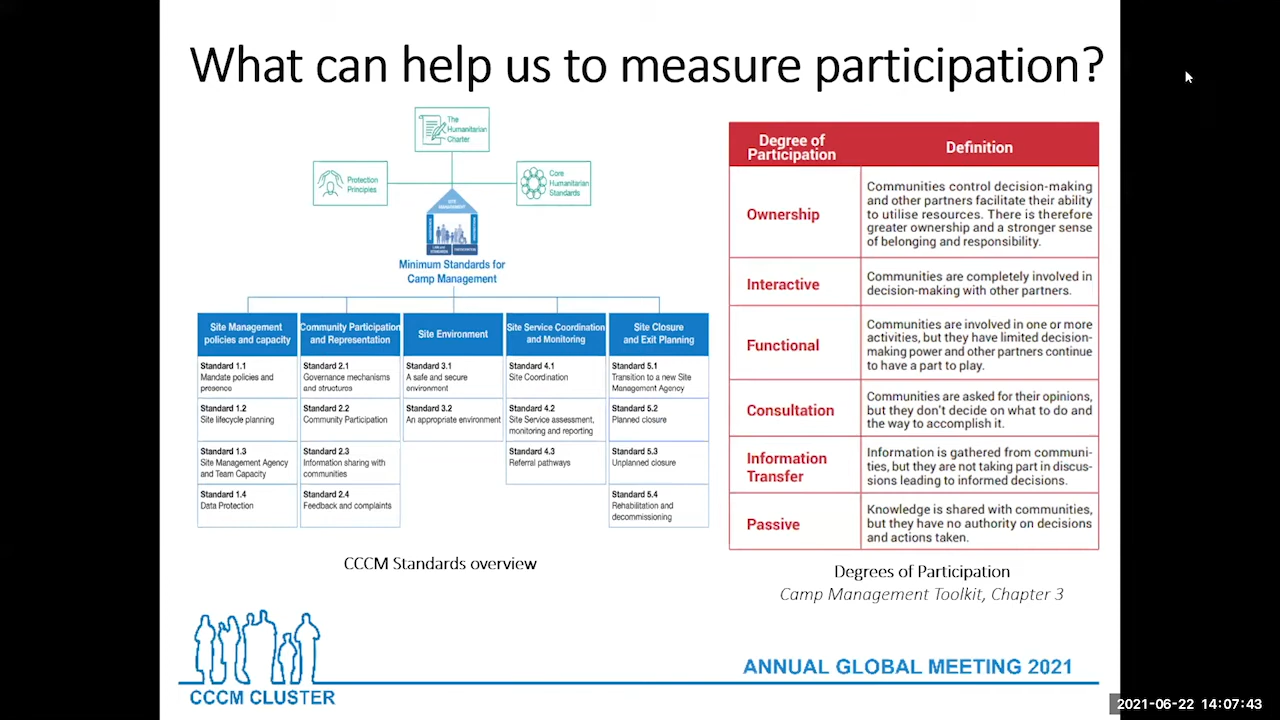 What can help us to measure participation?
The
Humanitarian
Charter
Protection
Principles
Core
Humanitarian
Standards
SITE
MANAGEMENT
Minimum Standards for
Camp Management
Site Management
policies and capacity
Standard 1.1
Mandate policies and
presence
Standard 1.2
Site lifecycle planning
Standard 1.3
Site Management Agency
and Team Capacity
Standard 1.4
Data Protection
Community Participation
and Representation
Standard 2.1
Governance mechanisms
and structures
Standard 2.2
Community Participation
Standard 2.3
Information sharing with
communities
Standard 2.4
Feedback and complaints
Site Environment
Standard 3.1
A safe and secure
environment
Standard 3.2
An appropriate environment
Site Service Coordination
and Monitoring
Standard 4.1
Site Coordination
Standard 4.2
Site Service assessment,
monitoring and reporting
Standard 4.3
Referral pathways
Site Closure
and Exit Planning
Standard 5.1
Transition to a new Site
Management Agency
Standard 5.2
Planned closure
Standard 5.3
Unplanned closure
Standard 5.4
Rehabilitation and
decommissioning
CCCM Standards overview
Degree of
Participation
Definition
Ownership
Communities control decision-making
and other partners facilitate their ability
to utilise resources. There is therefore
greater ownership and a stronger sense
of belonging and responsibility.
Interactive
Communities are completely involved in
decision-making with other partners.
Functional
Communities are involved in one or more
activities, but they have limited decision-
making power and other partners continue
to have a part to play.
Consultation
Communities are asked for their opinions,
but they don't decide on what to do and
the way to accomplish it.
Information
Transfer
Information is gathered from communi-
ties, but they are not taking part in discus-
sions leading to informed decisions.
Passive
Knowledge is shared with communities,
but they have no authority on decisions
and actions taken.
Degrees of Participation
Camp Management Toolkit, Chapter 3
CCCM CLUSTER
ANNUAL GLOBAL MEETING 2021
2021-06-22 14:07:43